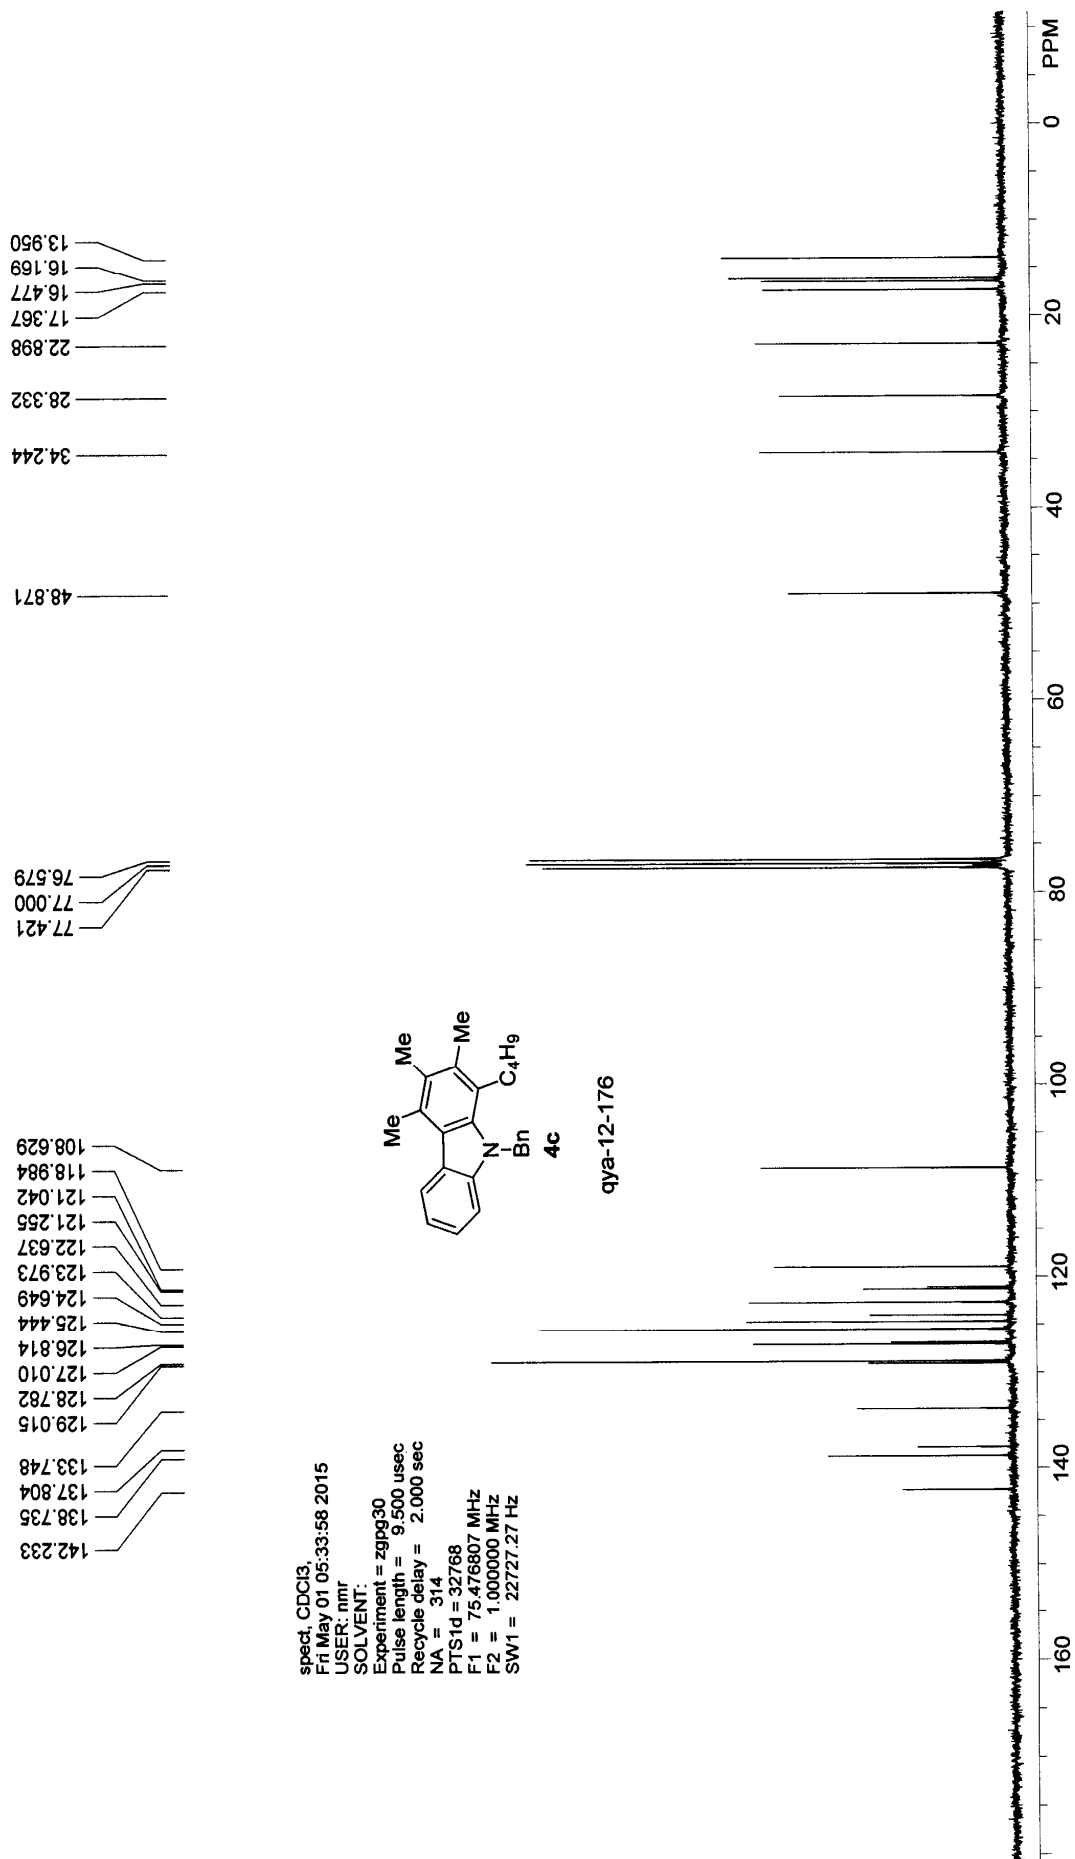 13.950
16.169
16.477
17.367
22.898
28.332
34.244
48.871
76.579
77.000
77.421
108.629
118.984
121.042
121.255
122.637
123.973
124.649
125.444
126.814
127.010
128.782
129.015
133.748
137.804
138.735
142.233
spect, CDCl3,
Fri May 01 05:33:58 2015
USER: nmr
SOLVENT:
Experiment = zgpg30
Pulse length = 9.500 usec
Recycle delay = 2.000 sec
NA = 314
PTS1d = 32768
F1 = 75.476807 MHz
F2 = 1.000000 MHz
SW1 = 22727.27 Hz
Me
Me
Me
C4H9
N
Bn
4c
qya-12-176
160
140
120
100
80
60
40
20
0
PPM